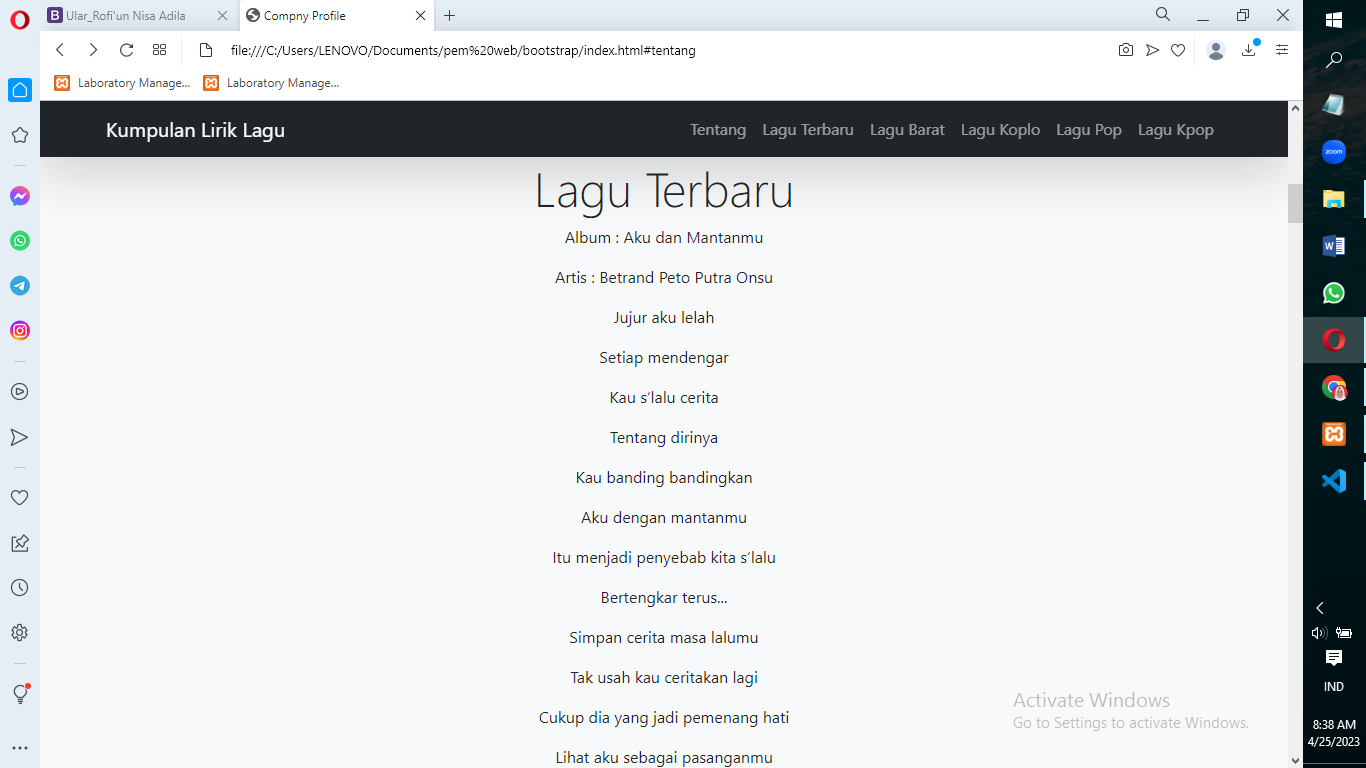 Ular_Rofi'un Nisa Adila
Compny Profile
file:///C:/Users/LENOVO/Documents/pem%20web/bootstrap/index.html#tentang
Laboratory Manage...
Laboratory Manage...
Kumpulan Lirik Lagu
Tentang
Lagu Terbaru
Lagu Barat
Lagu Koplo
Lagu Pop
Lagu Kpop
Lagu Terbaru
Album : Aku dan Mantanmu
Artis : Betrand Peto Putra Onsu
Jujur aku lelah
Setiap mendengar
Kau s'lalu cerita
Tentang dirinya
Kau banding bandingkan
Aku dengan mantanmu
Itu menjadi penyebab kita s'lalu
Bertengkar terus...
Simpan cerita masa lalumu
Tak usah kau ceritakan lagi
Cukup dia yang jadi pemenang hati
Lihat aku sebagai pasanganmu
Activate Windows
Go to Settings to activate Windows.
zoom
IND
8:38 AM
4/25/2023